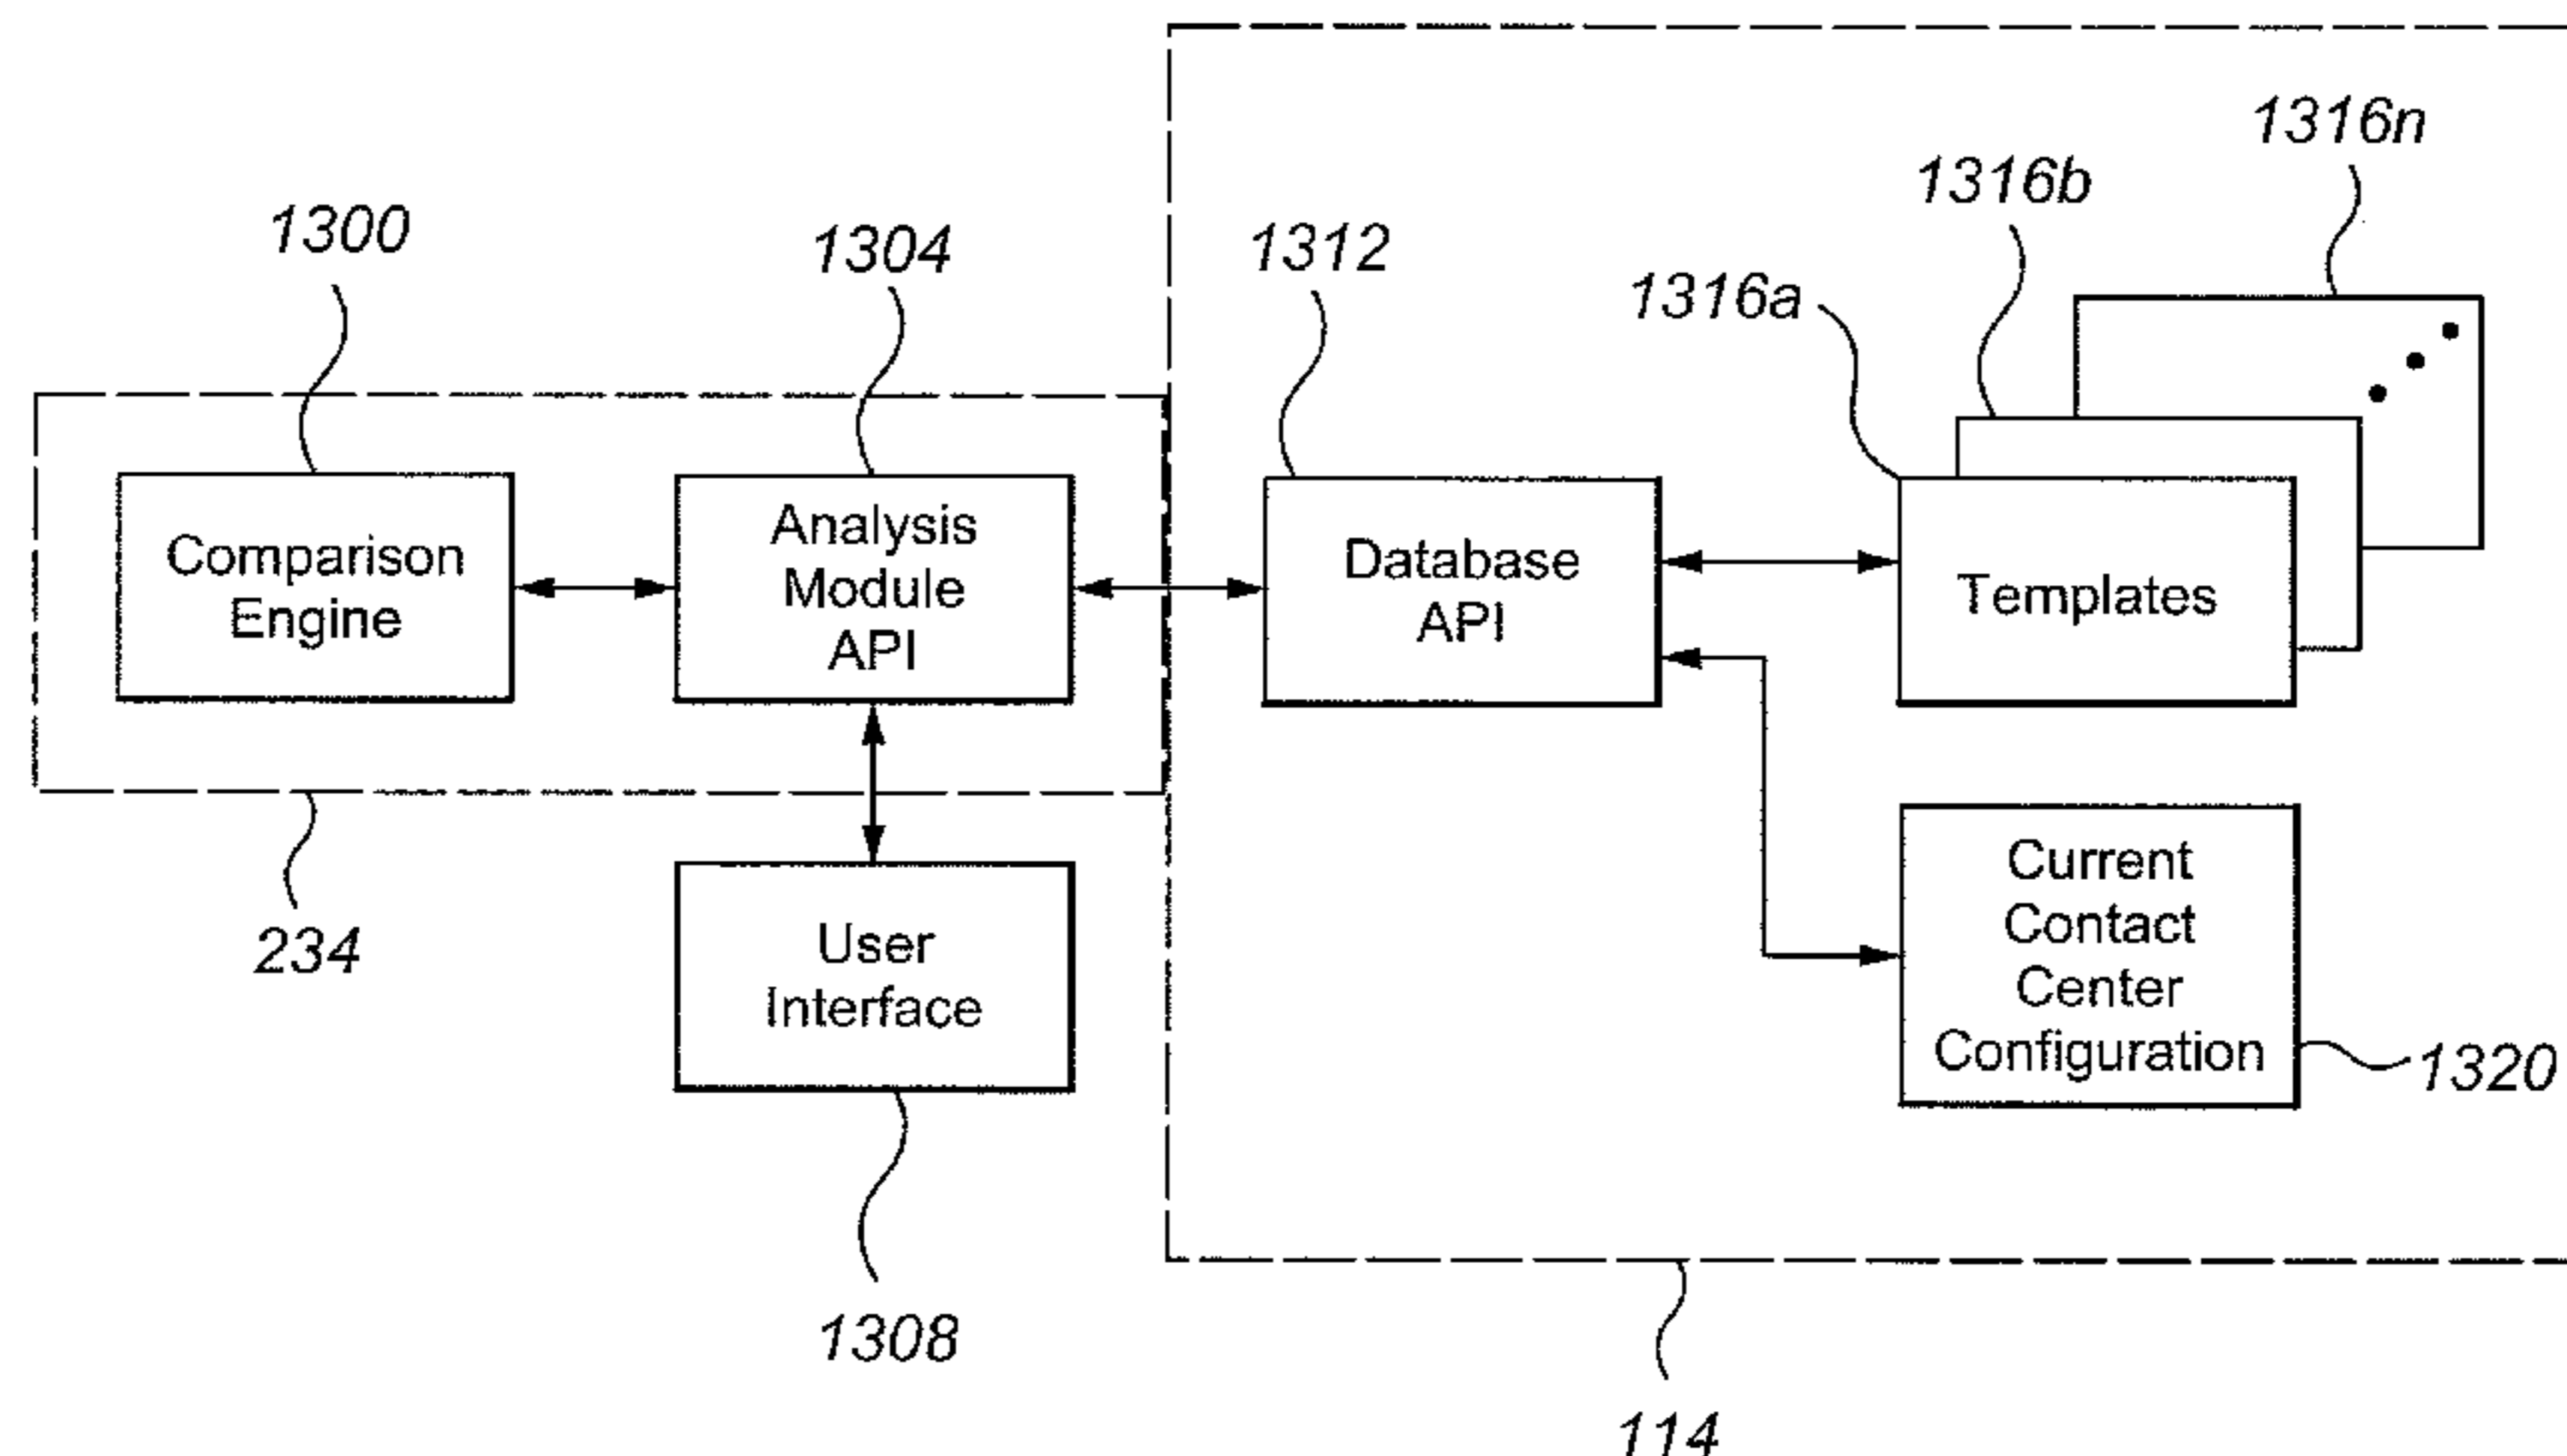 1316n
1316b
1300
1304
1312
1316a
Comparison
Engine
Analysis
Module
API
Database
API
Templates
User
Interface
Current
Contact
Center
Configuration
234
1320
1308
114